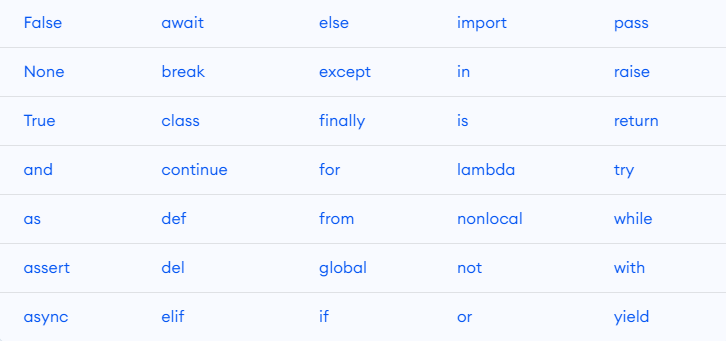 False await else import pass
None break except in raise
True class finally is return
and continue for lambda try
as def from nonlocal while
assert del global not with
async elif if or yield